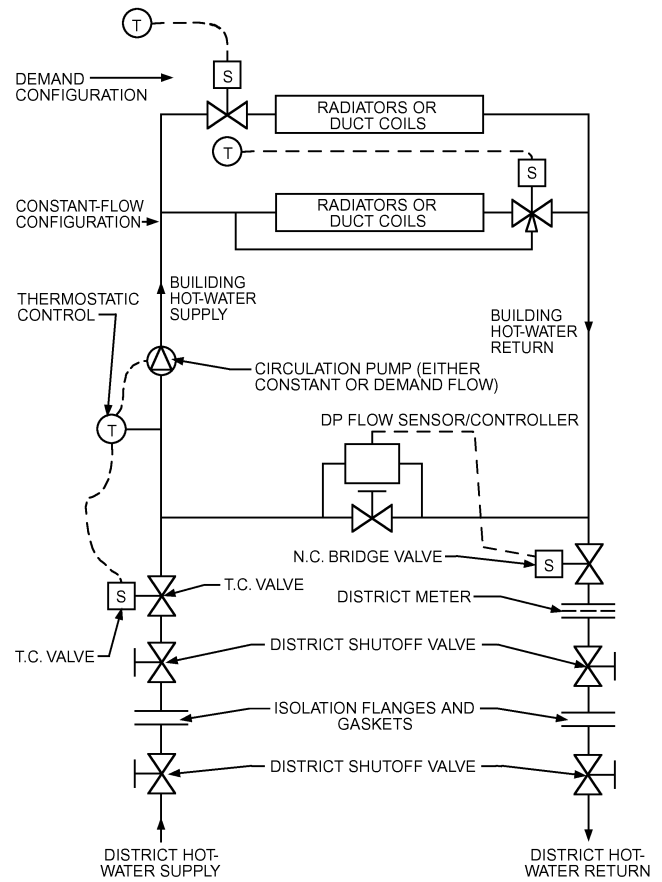 T
S
DEMAND
CONFIGURATION
RADIATORS OR
DUCT COILS
T
S
CONSTANT-FLOW
CONFIGURATION
RADIATORS OR
DUCT COILS
THERMOSTATIC
CONTROL
BUILIDING
HOT-WATER
SUPPLY
BUILDING
HOT-WATER
RETURN
CIRCULATION PUMP (EITHER
CONSTANT OR DEMAND FLOW)
T
DP FLOW SENSOR/CONTROLLER
N.C. BRIDGE VALVE
S
S
T.C. VALVE
DISTRICT METER
T.C. VALVE
DISTRICT SHUTOFF VALVE
ISOLATION FLANGES AND
GASKETS
DISTRICT SHUTOFF VALVE
DISTRICT HOT-
WATER SUPPLY
DISTRICT HOT-
WATER RETURN